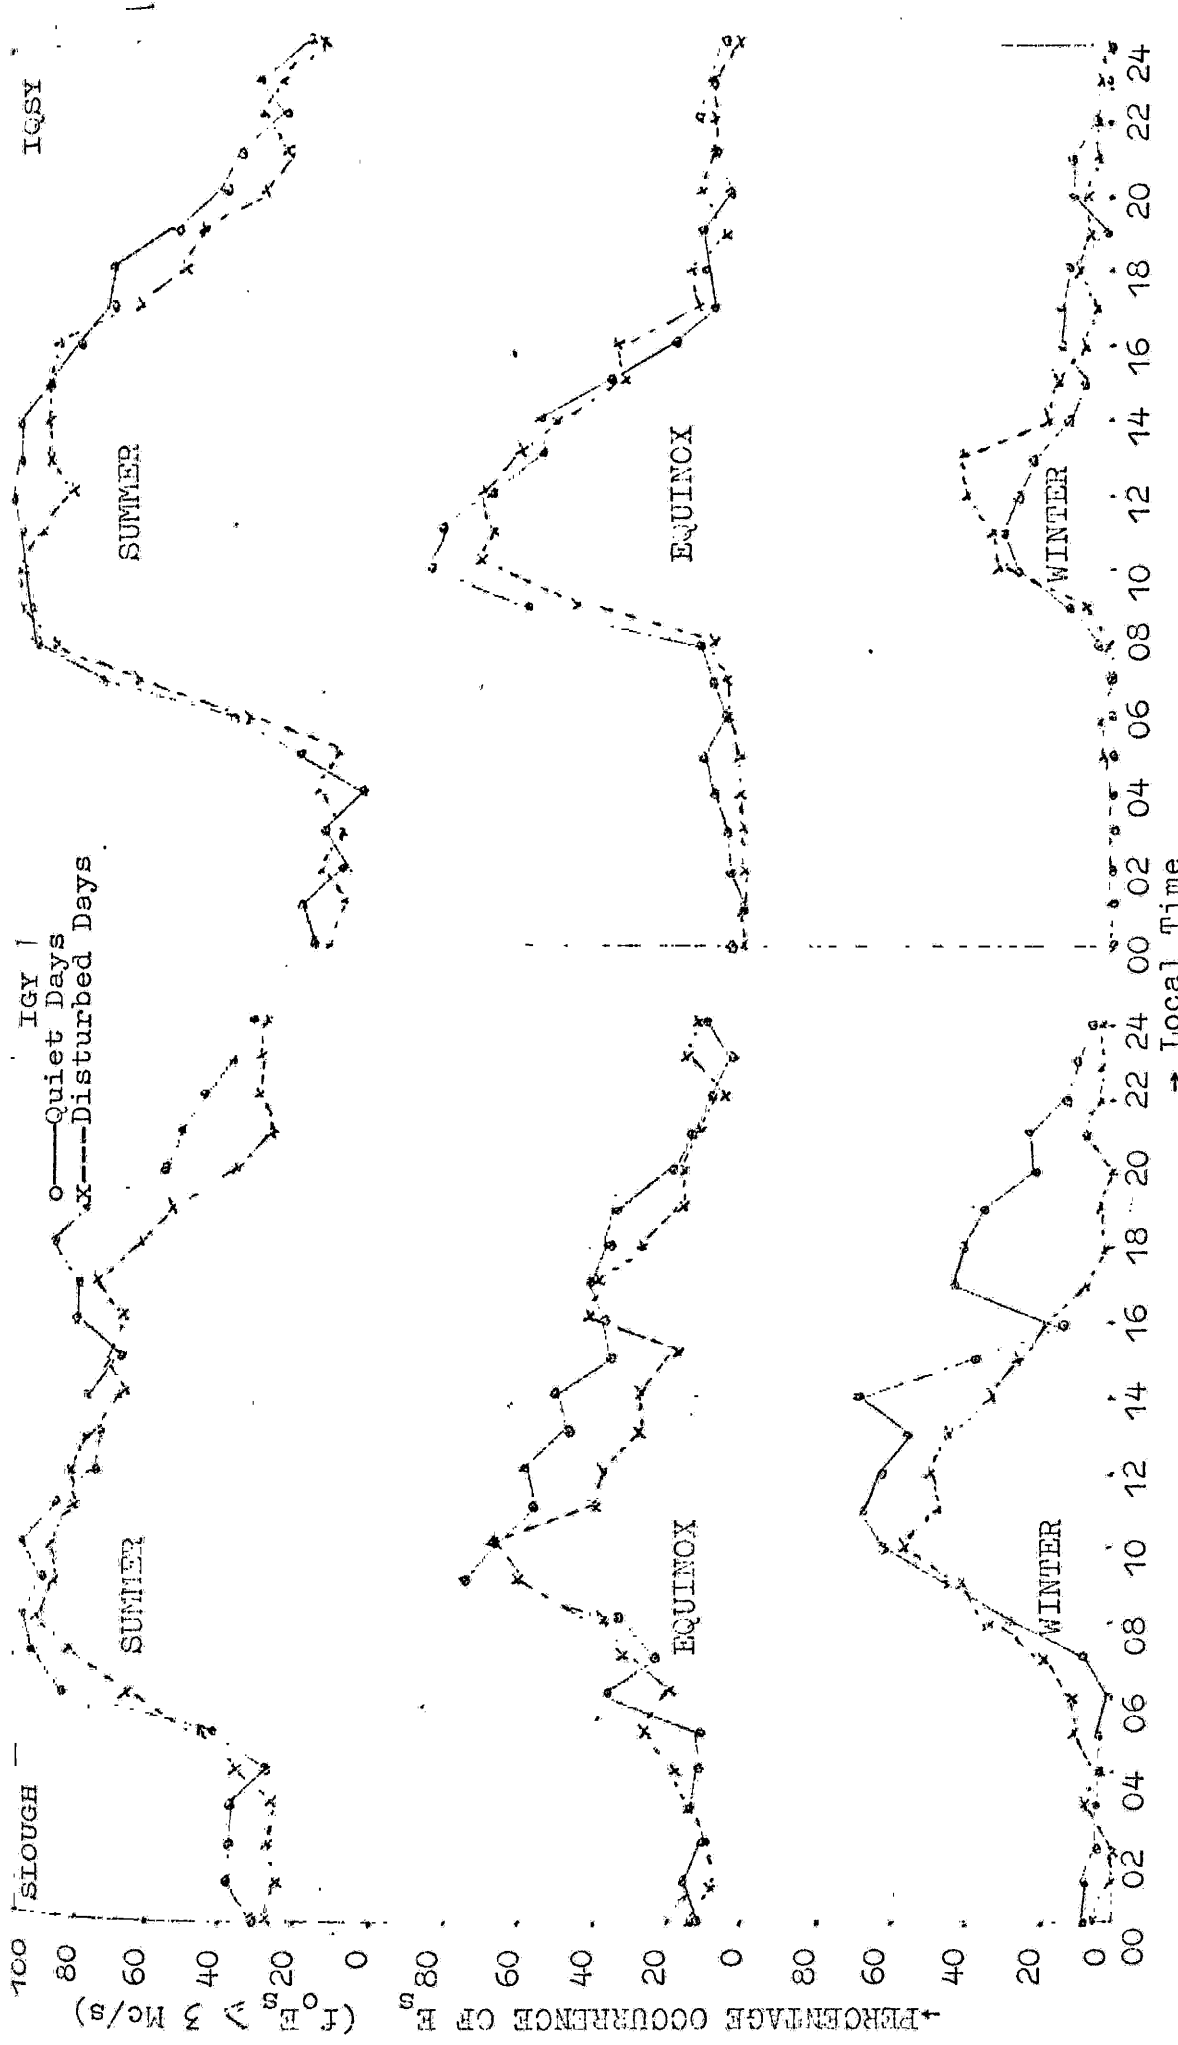 SLOUGH
IGY
IQSY
o——Quiet Days
x---Disturbed Days
SUMMER
SUMMER
EQUINOX
EQUINOX
WINTER
WINTER
→PERCENTAGE OCCURRENCE OF Es (foEs > 3 Mc/s)
100
80
60
40
20
0
80
60
40
20
0
80
60
40
20
0
00 02 04 06 08 10 12 14 16 18 20 22 24
00 02 04 06 08 10 12 14 16 18 20 22 24
→ Local Time